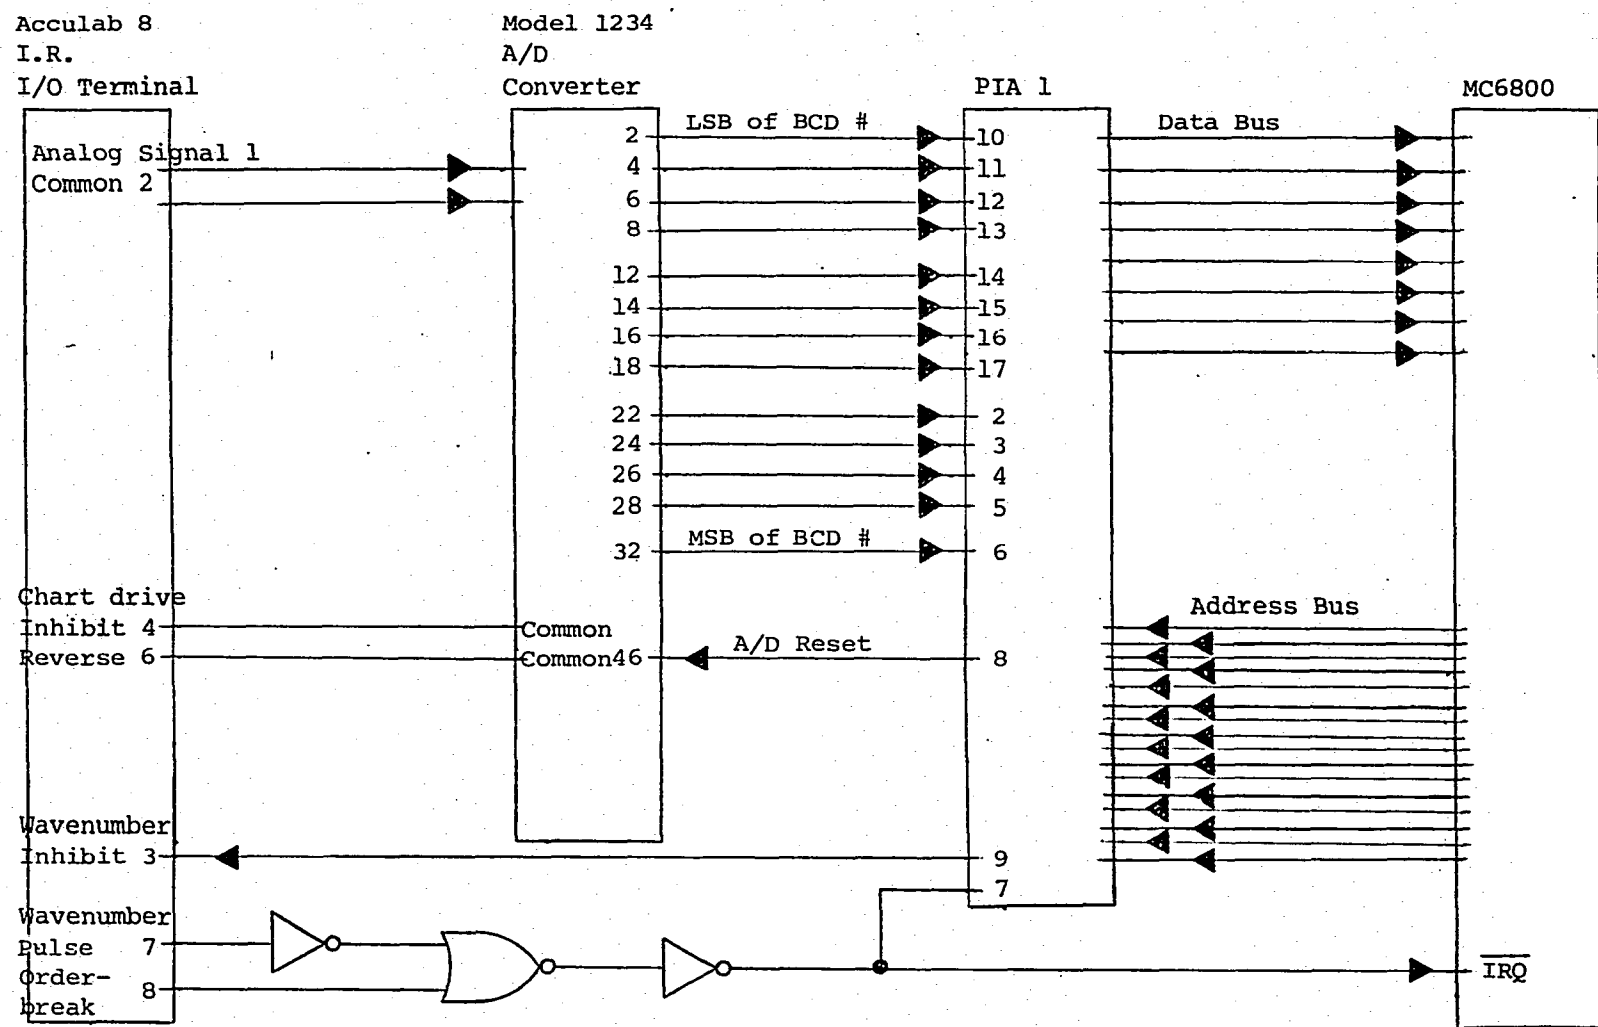 Acculab 8
I.R.
I/O Terminal
Model 1234
A/D
Converter
PIA 1
MC6800
Analog Signal 1
Common 2
2
4
6
8
12
14
16
18
22
24
26
28
32
LSB of BCD #
MSB of BCD #
10
11
12
13
14
15
16
17
2
3
4
5
6
Data Bus
Address Bus
Chart drive
Inhibit 4
Reverse 6
Common
Common 46
A/D Reset
8
Wavenumber
Inhibit 3
9
7
Wavenumber
Pulse 7
Order-
8
break
IRQ